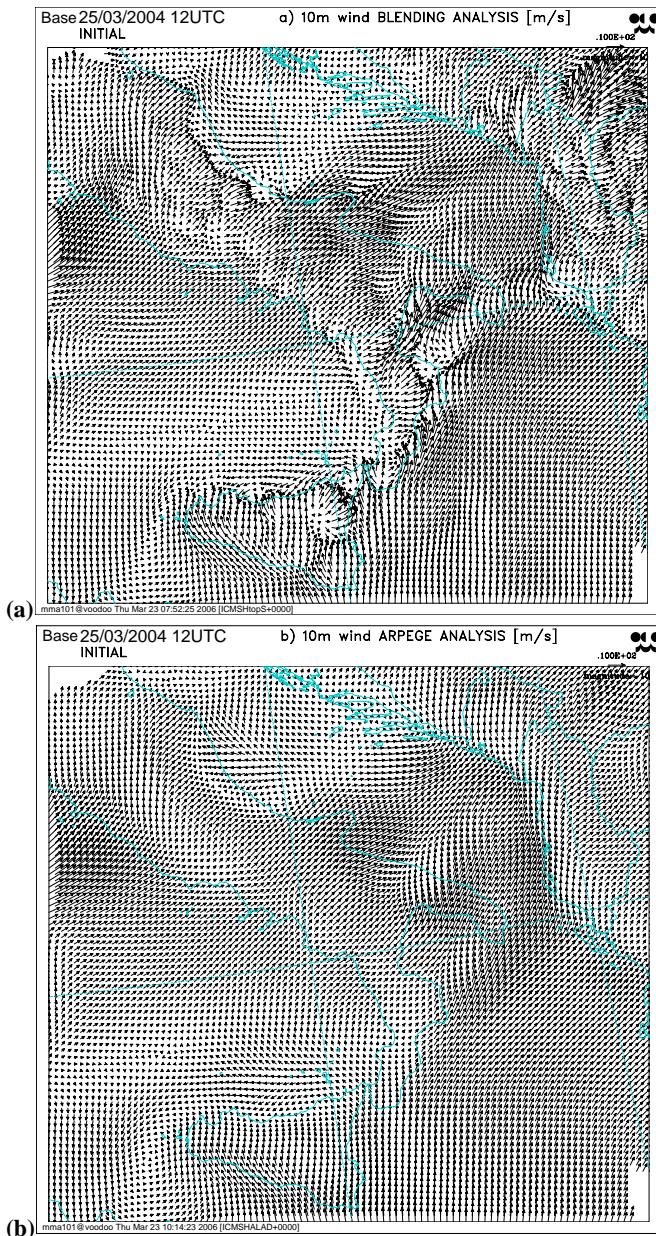 Base 25/03/2004 12UTC a) 10m wind BLENDING ANALYSIS [m/s]
INITIAL
.100E+02
(a)
mma101@voodoo Thu Mar 23 07:52:25 2006 [ICMSHtopS+0000]
Base 25/03/2004 12UTC b) 10m wind ARPEGE ANALYSIS [m/s]
INITIAL
.100E+02
(b)
mma101@voodoo Thu Mar 23 10:14:23 2006 [ICMSHALAD+0000]